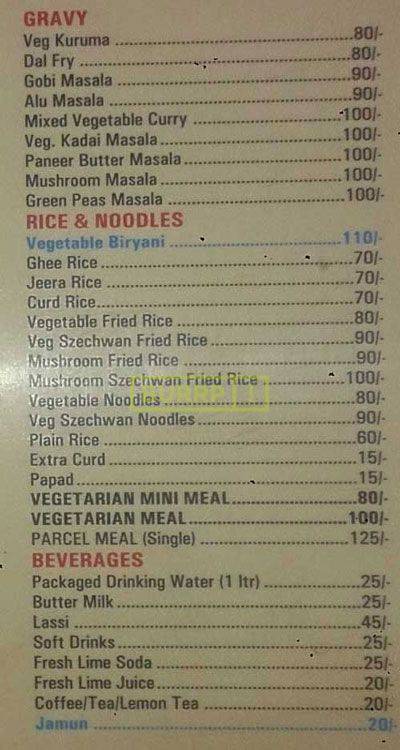 GRAVY
Veg Kuruma 80/-
Dal Fry 80/-
Gobi Masala 90/-
Alu Masala 90/-
Mixed Vegetable Curry 100/-
Veg. Kadai Masala 100/-
Paneer Butter Masala 100/-
Mushroom Masala 100/-
Green Peas Masala 100/-
RICE & NOODLES
Vegetable Biryani 110/-
Ghee Rice 70/-
Jeera Rice 70/-
Curd Rice 70/-
Vegetable Fried Rice 80/-
Veg Szechwan Fried Rice 90/-
Mushroom Fried Rice 90/-
Mushroom Szechwan Fried Rice 100/-
Vegetable Noodles 80/-
Veg Szechwan Noodles 90/-
Plain Rice 60/-
Extra Curd 15/-
Papad 15/-
VEGETARIAN MINI MEAL 80/-
VEGETARIAN MEAL 100/-
PARCEL MEAL (Single) 125/-
BEVERAGES
Packaged Drinking Water (1 ltr) 25/-
Butter Milk 25/-
Lassi 45/-
Soft Drinks 25/-
Fresh Lime Soda 25/-
Fresh Lime Juice 20/-
Coffee/Tea/Lemon Tea 20/-
Jamun 20/-